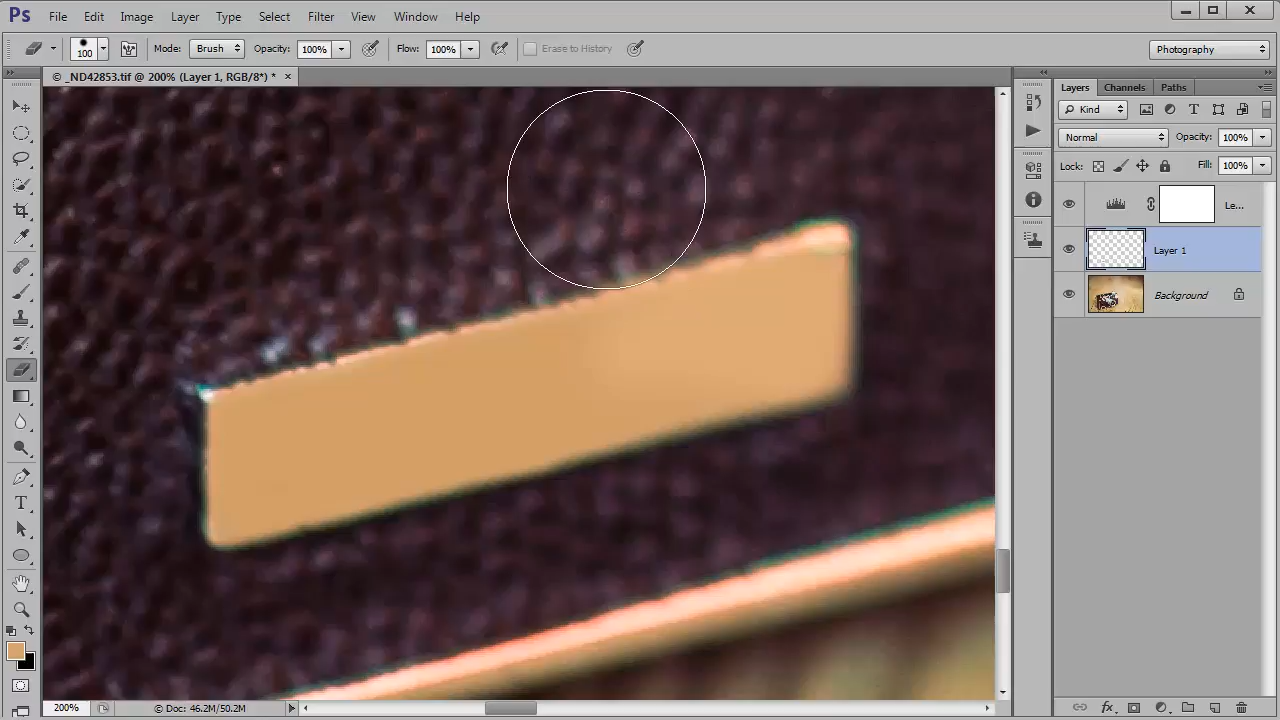 Ps File Edit Image Layer Type Select Filter View Window Help
100 Mode: Brush Opacity: 100% Flow: 100% Erase to History Photography
© _ND42853.tif @ 200% (Layer 1, RGB/8*) * ×
Layers Channels Paths
Kind T
Normal Opacity: 100%
Lock: Fill: 100%
Le...
Layer 1
Background
T
200% © Doc: 46.2M/50.2M
fx